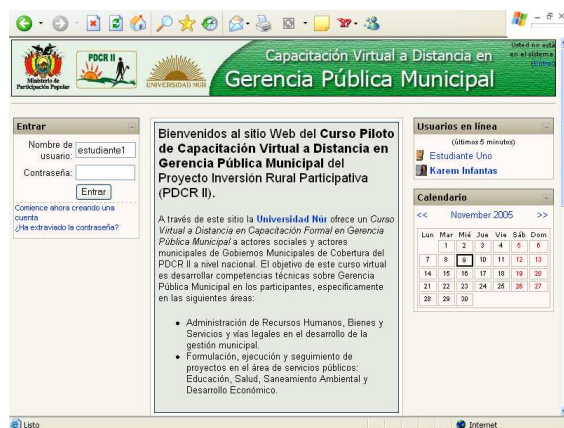 Ministerio de
Participación Popular
PDCR II
UNIVERSIDAD NUR
Capacitación Virtual a Distancia en
Gerencia Pública Municipal
Usted no está
en el sistema
(Entrar)
Entrar
Nombre de
usuario:
estudiante1
Contraseña:
Entrar
Comience ahora creando una
cuenta
¿Ha extraviado la contraseña?
Bienvenidos al sitio Web del Curso Piloto
de Capacitación Virtual a Distancia en
Gerencia Pública Municipal del
Proyecto Inversión Rural Participativa
(PDCR II).
A través de este sitio la Universidad Núr ofrece un Curso
Virtual a Distancia en Capacitación Formal en Gerencia
Pública Municipal a actores sociales y actores
municipales de Gobiernos Municipales de Cobertura del
PDCR II a nivel nacional. El objetivo de este curso virtual
es desarrollar competencias técnicas sobre Gerencia
Pública Municipal en los participantes, especificamente
en las siguientes áreas:
• Administración de Recursos Humanos, Bienes y
Servicios y vías legales en el desarrollo de la
gestión municipal.
• Formulación, ejecución y seguimiento de
proyectos en el área de servicios públicos:
Educación, Salud, Saneamiento Ambiental y
Desarrollo Económico.
Usuarios en línea
(últimos 5 minutos)
Estudiante Uno
Karem Infantas
Calendario
<< November 2005 >>
Lun Mar Mié Jue Vie Sáb Dom
1 2 3 4 5 6
7 8 9 10 11 12 13
14 15 16 17 18 19 20
21 22 23 24 25 26 27
28 29 30
Listo
Internet